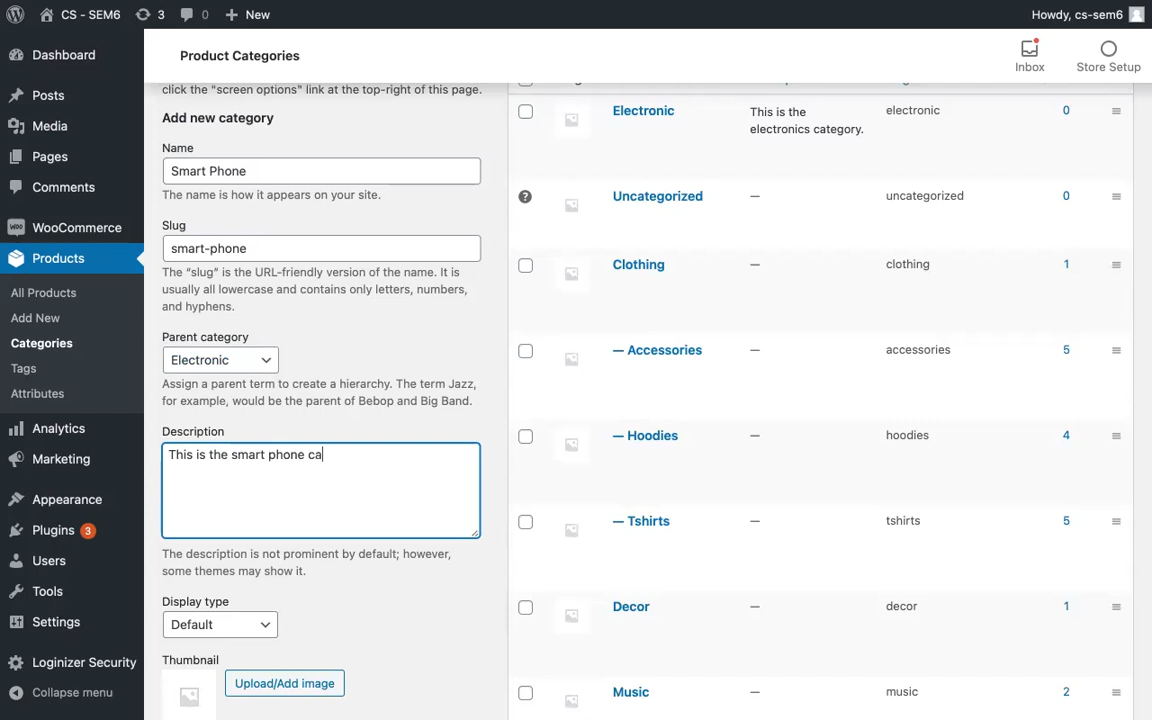 CS - SEM6
3
0
New
Howdy, cs-sem6
Dashboard
Posts
Media
Pages
Comments
WooCommerce
Products
All Products
Add New
Categories
Tags
Attributes
Analytics
Marketing
Appearance
Plugins 3
Users
Tools
Settings
Loginizer Security
Collapse menu
Product Categories
Inbox
Store Setup
click the "screen options" link at the top-right of this page.
Add new category
Name
Smart Phone
The name is how it appears on your site.
Slug
smart-phone
The “slug” is the URL-friendly version of the name. It is
usually all lowercase and contains only letters, numbers,
and hyphens.
Parent category
Electronic
Assign a parent term to create a hierarchy. The term Jazz,
for example, would be the parent of Bebop and Big Band.
Description
This is the smart phone ca
The description is not prominent by default; however,
some themes may show it.
Display type
Default
Thumbnail
Upload/Add image
Electronic This is the electronic 0
electronics category.
Uncategorized — uncategorized 0
Clothing — clothing 1
— Accessories — accessories 5
— Hoodies — hoodies 4
— Tshirts — tshirts 5
Decor — decor 1
Music — music 2